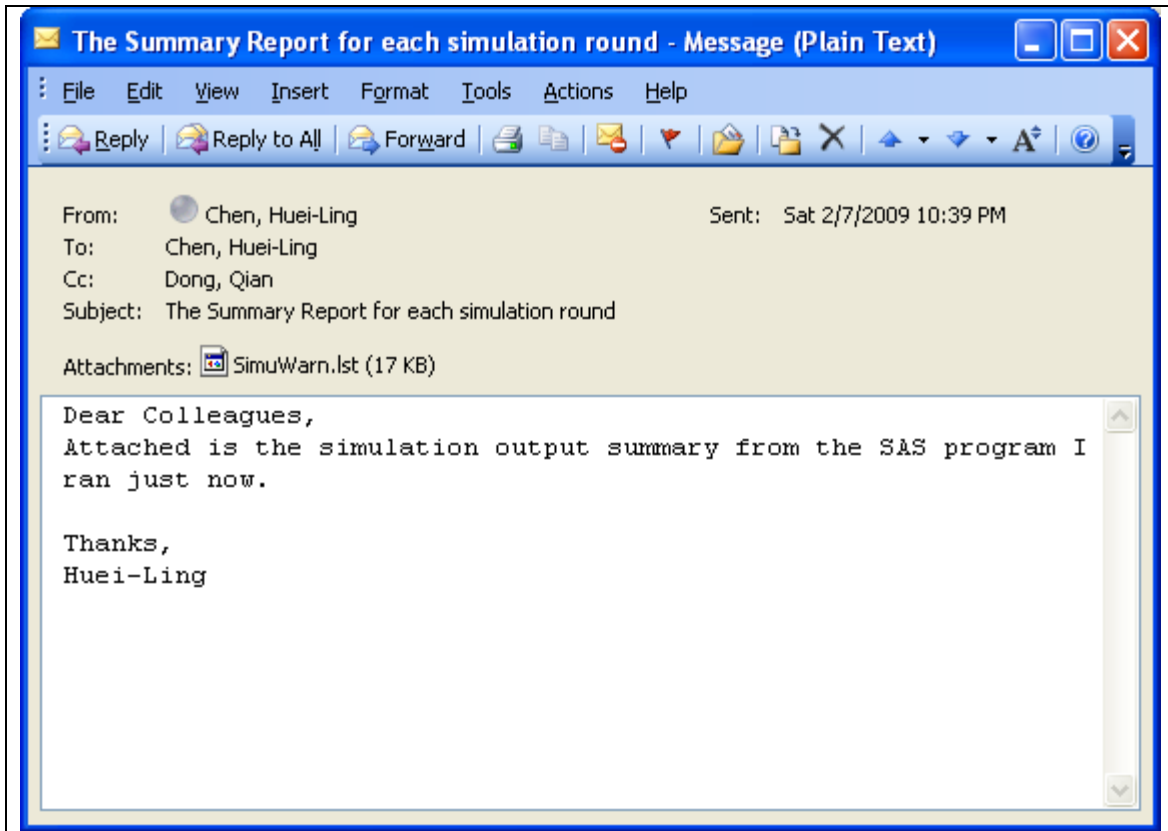 The Summary Report for each simulation round - Message (Plain Text)
File Edit View Insert Format Tools Actions Help
Reply Reply to All Forward
From: Chen, Huei-Ling Sent: Sat 2/7/2009 10:39 PM
To: Chen, Huei-Ling
Cc: Dong, Qian
Subject: The Summary Report for each simulation round
Attachments: SimuWarn.lst (17 KB)
Dear Colleagues,
Attached is the simulation output summary from the SAS program I
ran just now.
Thanks,
Huei-Ling